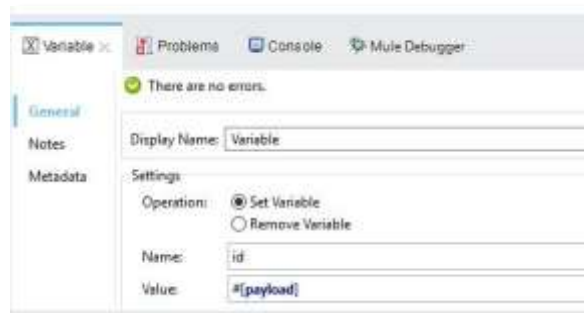 Variable Problems Console Mule Debugger
There are no errors.
General
Notes
Metadata
Display Name: Variable
Settings
Operation: Set Variable
Remove Variable
Name: id
Value: #[payload]